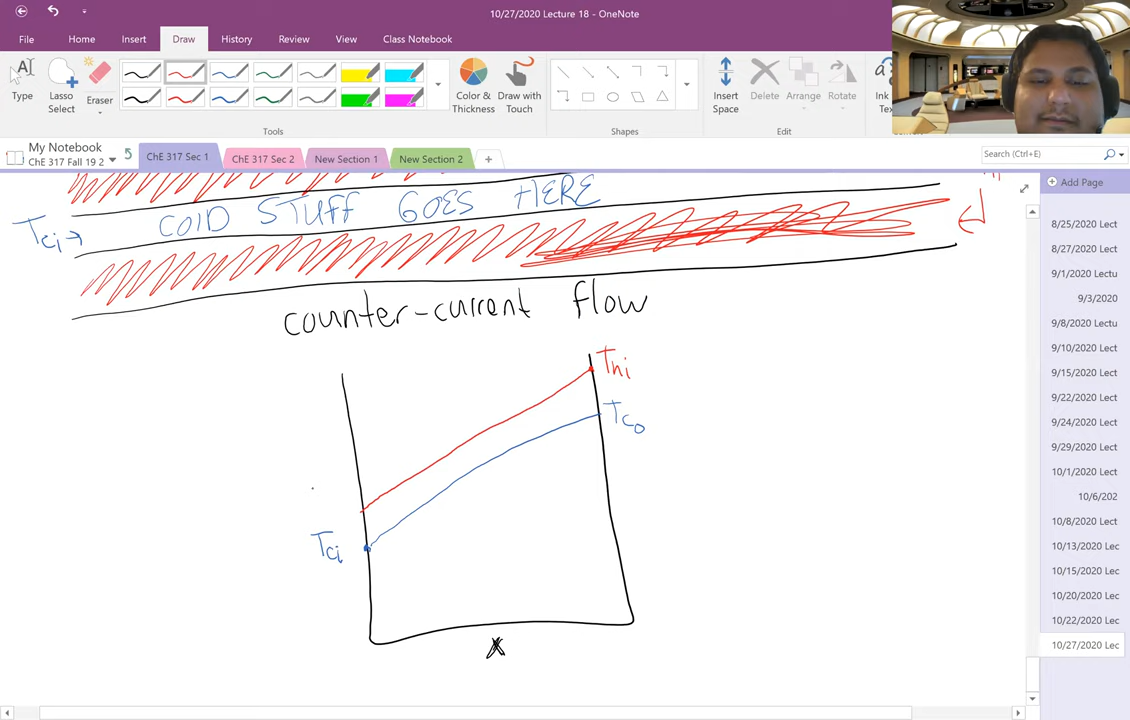 10/27/2020 Lecture 18 - OneNote
File Home Insert Draw History Review View Class Notebook
Type
Lasso Select
Eraser
Color & Thickness
Draw with Touch
Insert Space
Delete
Arrange
Rotate
Tools
Shapes
Edit
My Notebook
ChE 317 Fall 19 2
ChE 317 Sec 1
ChE 317 Sec 2
New Section 1
New Section 2
Search (Ctrl+E)
Add Page
8/25/2020 Lect
8/27/2020 Lect
9/1/2020 Lectu
9/3/2020
9/8/2020 Lectu
9/10/2020 Lect
9/15/2020 Lect
9/22/2020 Lect
9/24/2020 Lect
9/29/2020 Lect
10/1/2020 Lect
10/6/202
10/8/2020 Lect
10/13/2020 Lec
10/15/2020 Lec
10/20/2020 Lec
10/22/2020 Lec
10/27/2020 Lec
Tci→ COLD STUFF GOES HERE
counter-current flow
Thi
Tco
Tci
x